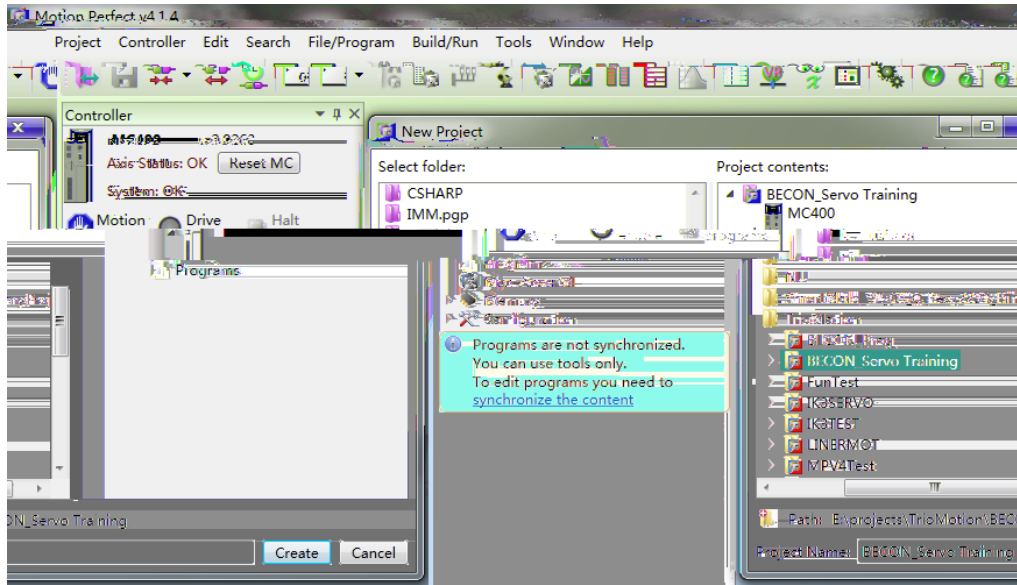 Motion Perfect v4.1.4
Project Controller Edit Search File/Program Build/Run Tools Window Help
Controller
Axis Status: OK Reset MC
System: OK
Motion Drive Halt
New Project
Select folder:
CSHARP
IMM.pgp
Project contents:
BECON_Servo Training
MC400
Programs
Configuration
Programs are not synchronized.
You can use tools only.
To edit programs you need to
synchronize the content
BECON_Servo Training
FunTest
IK3SERVO
IK3TEST
LINERMOT
MPV4Test
ON_Servo Training
Create Cancel
Path: E:\projects\TrioMotion\BECO
Project Name: BECON_Servo Training